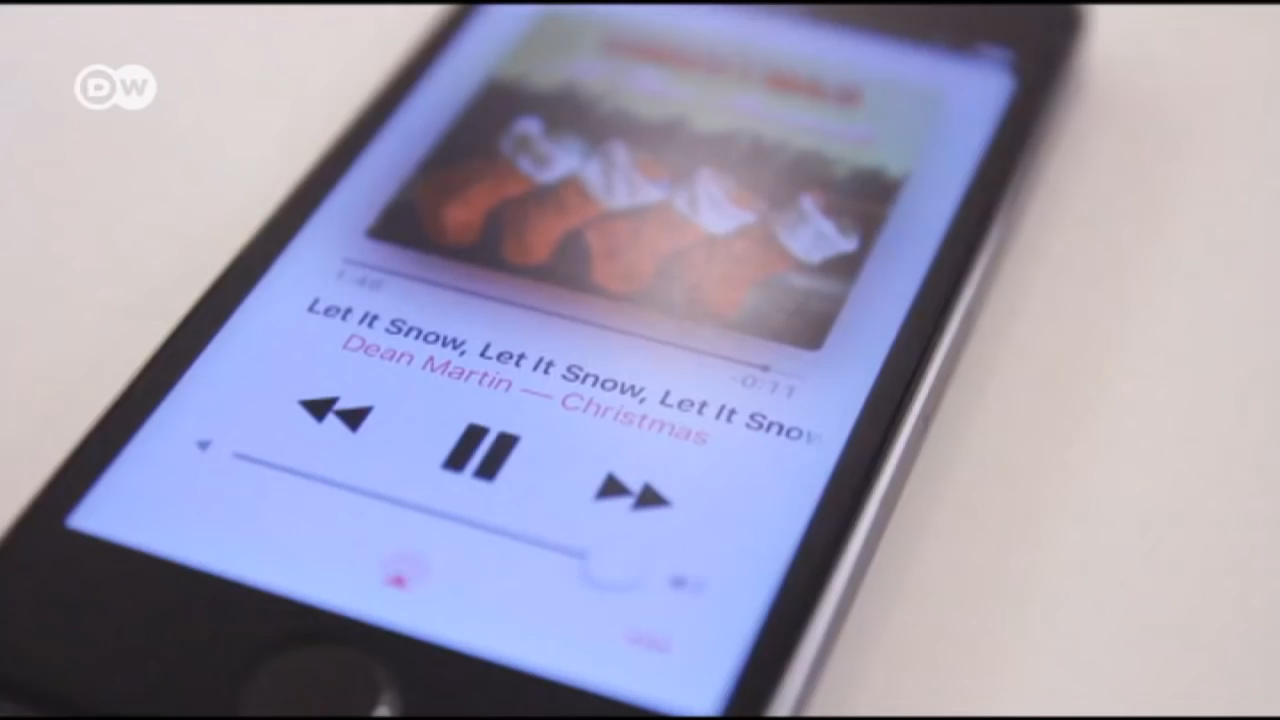 DW
1:48
-0:11
Let It Snow, Let It Snow, Let It Snow
Dean Martin — Christmas